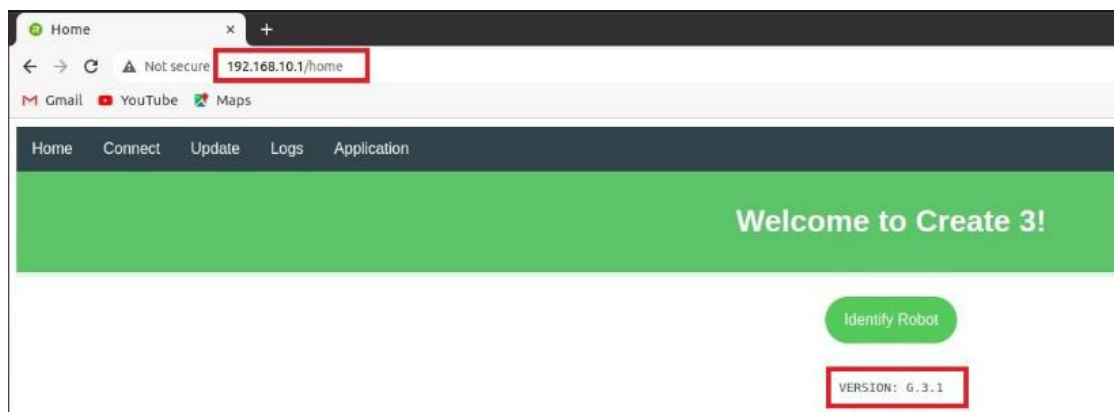 Home × +
Not secure 192.168.10.1/home
Gmail YouTube Maps
Home Connect Update Logs Application
Welcome to Create 3!
Identify Robot
VERSION: G.3.1